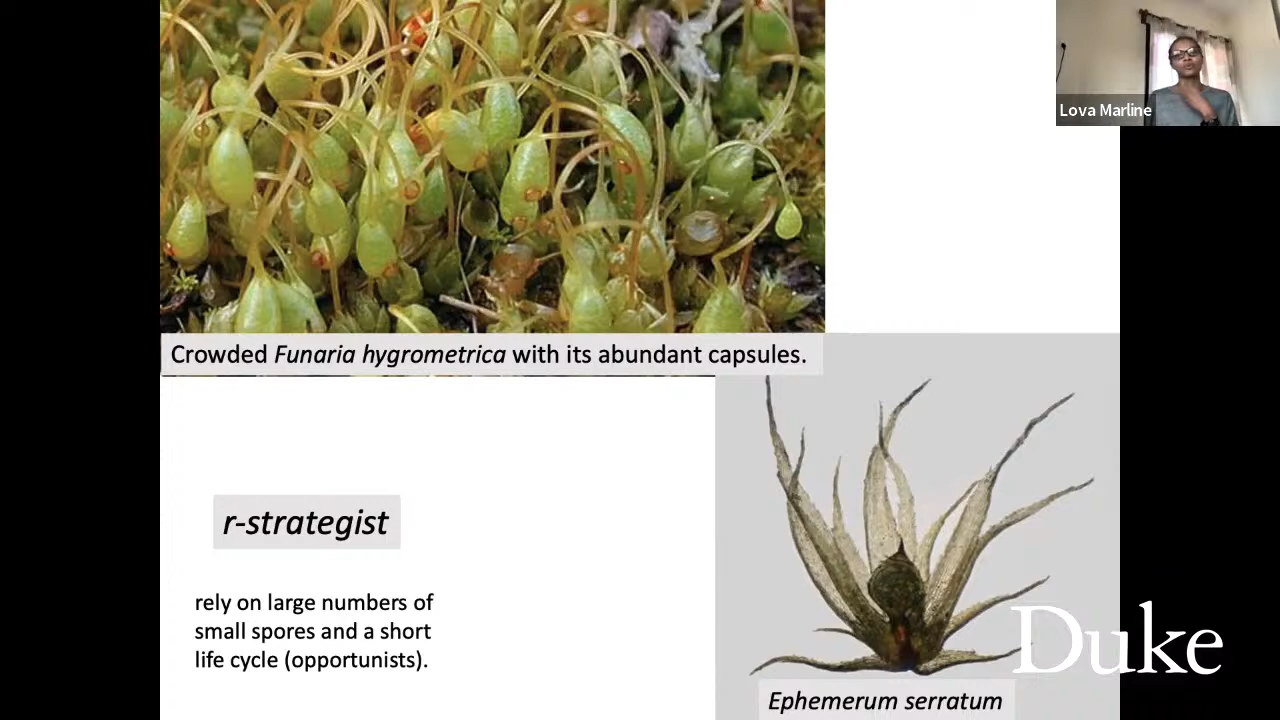 Lova Marline
Crowded Funaria hygrometrica with its abundant capsules.
r-strategist
rely on large numbers of
small spores and a short
life cycle (opportunists).
Duke
Ephemerum serratum